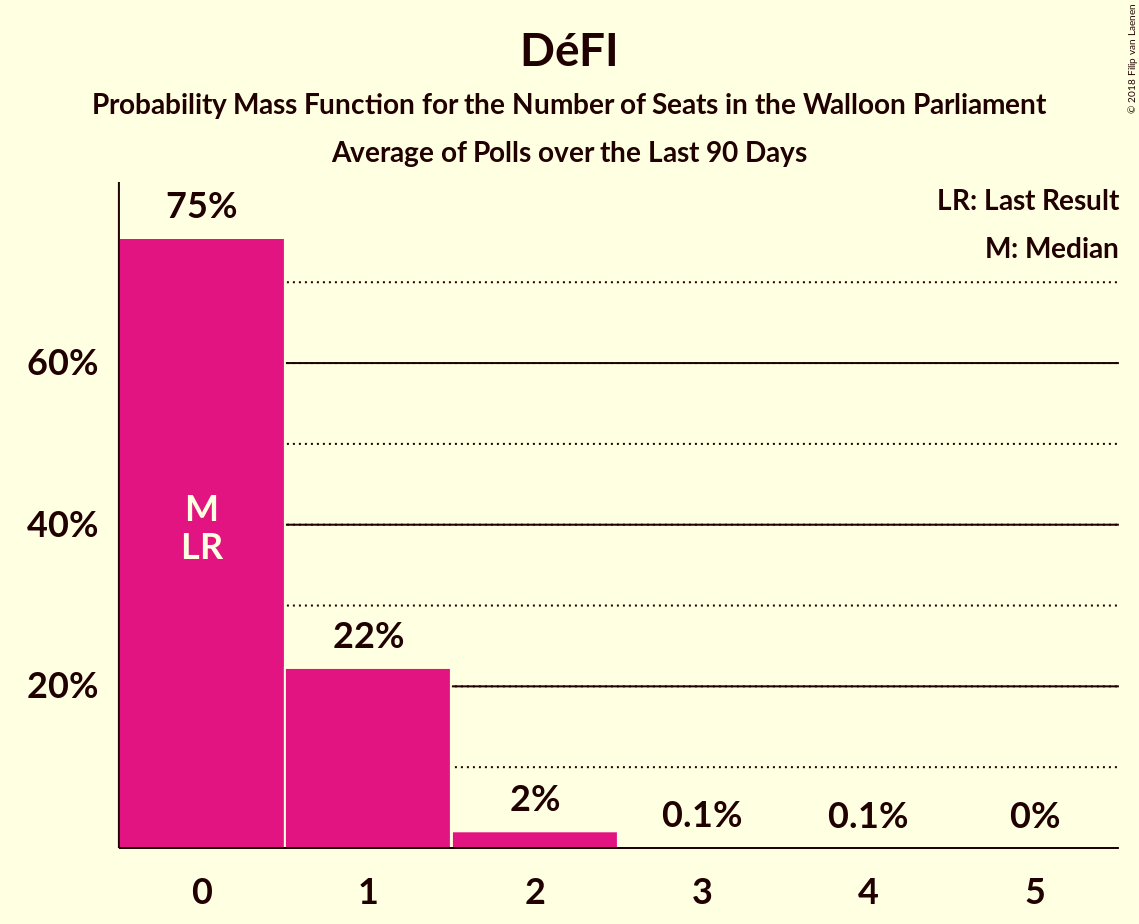 DéFI
Probability Mass Function for the Number of Seats in the Walloon Parliament
Average of Polls over the Last 90 Days
© 2018 Filip van Laenen
LR: Last Result
M: Median
75%
60%
40%
20%
M
LR
22%
2%
0.1%
0.1%
0%
0
1
2
3
4
5